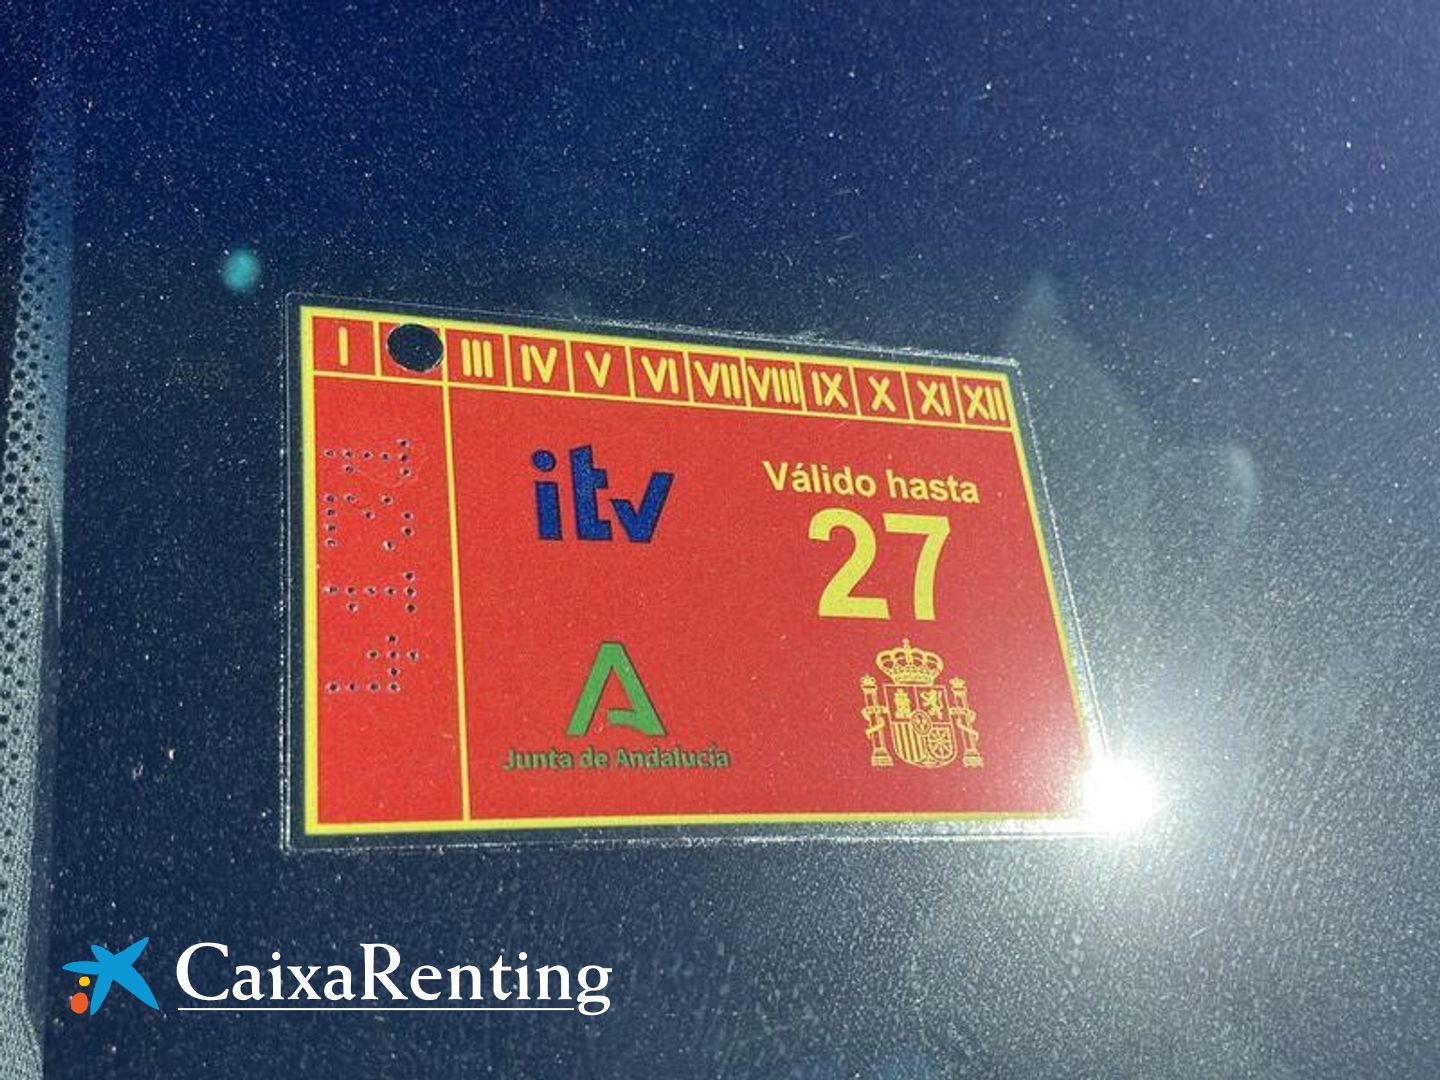 I III IV V VI VII VIII IX X XI XII
itv
Válido hasta
27
Junta de Andalucía
CaixaRenting